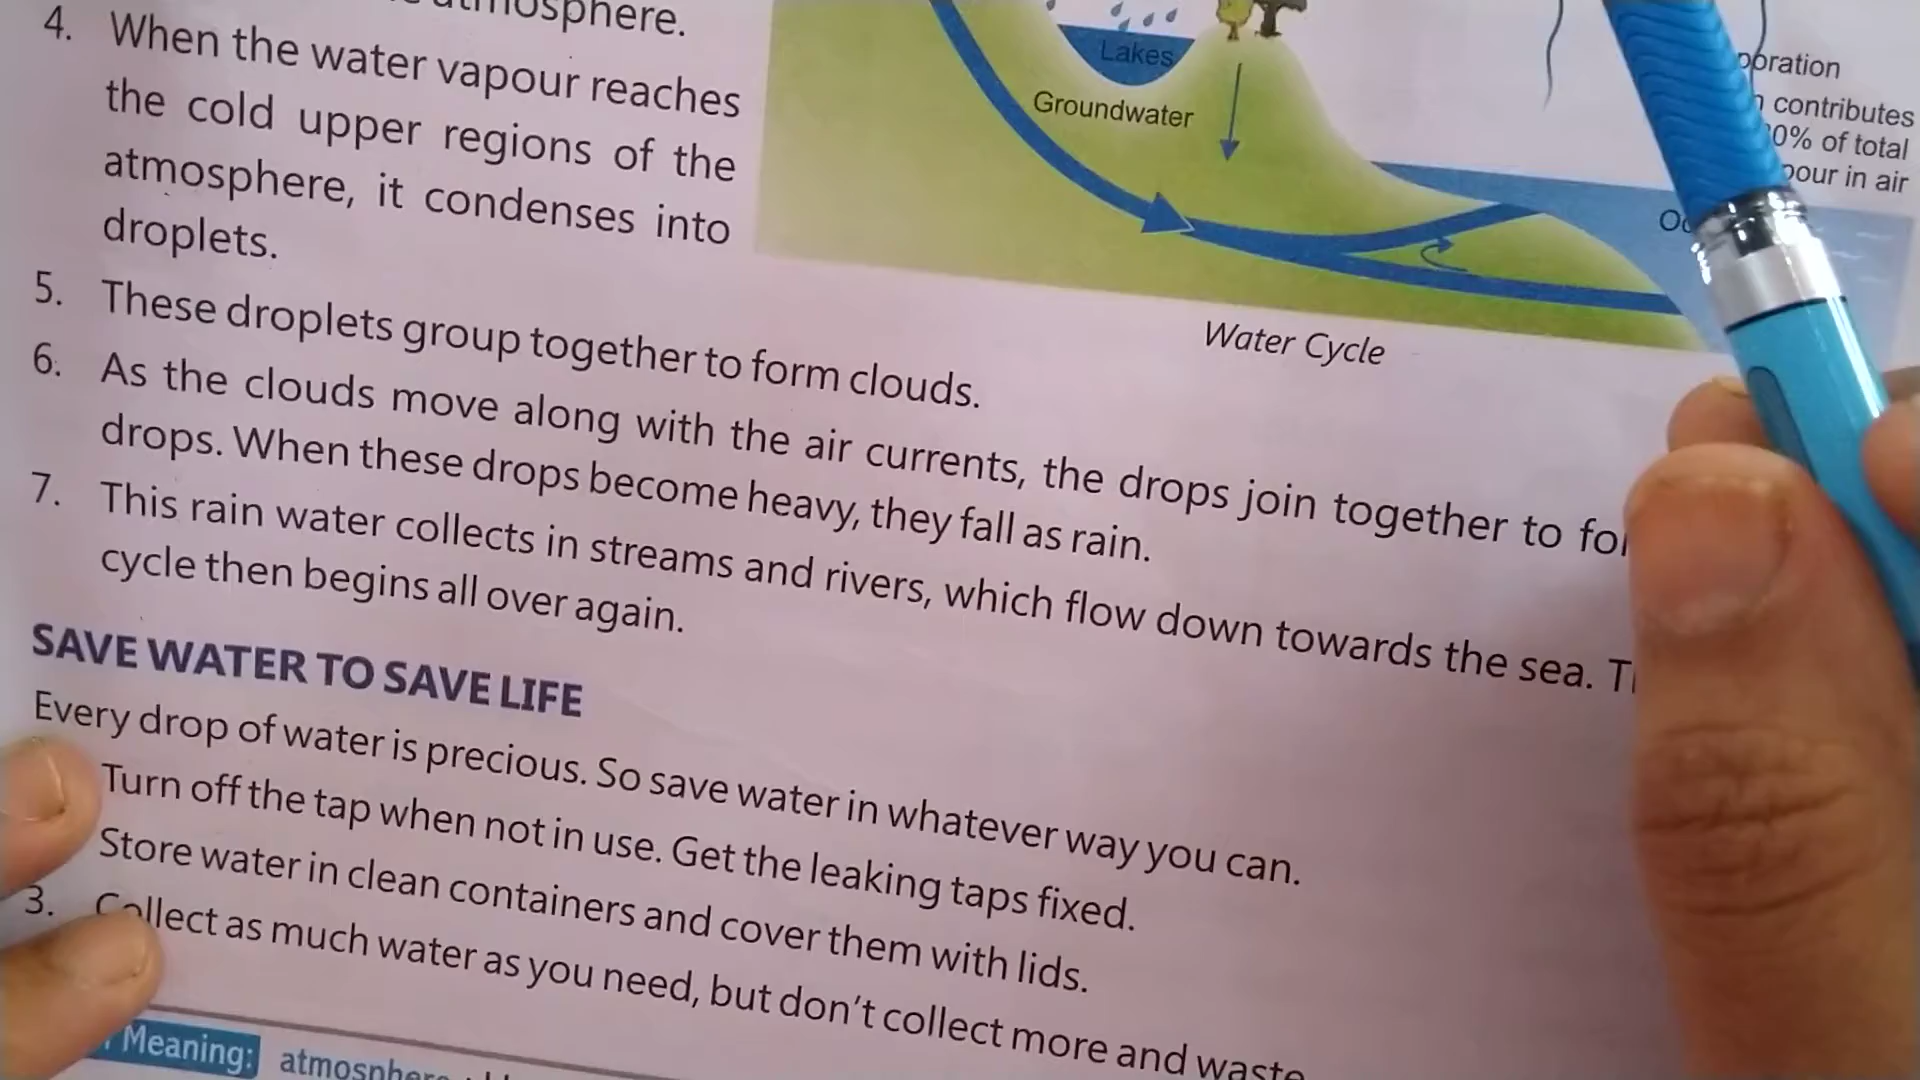 atmosphere.
4. When the water vapour reaches
the cold upper regions of the
atmosphere, it condenses into
droplets.
5. These droplets group together to form clouds.
6. As the clouds move along with the air currents, the drops join together to
drops. When these drops become heavy, they fall as rain.
7. This rain water collects in streams and rivers, which flow down towards the sea.
cycle then begins all over again.
Lakes
Groundwater
contributes
of total
in air
Water Cycle
SAVE WATER TO SAVE LIFE
Every drop of water is precious. So save water in whatever way you can.
Turn off the tap when not in use. Get the leaking taps fixed.
Store water in clean containers and cover them with lids.
3. Collect as much water as you need, but don't collect more and waste
Meaning: atmosphere